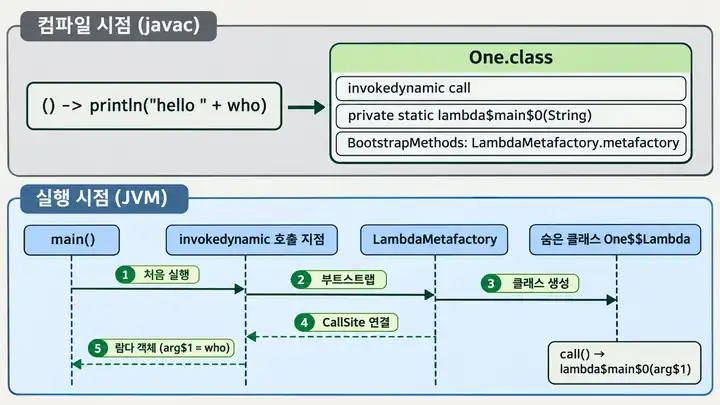 컴파일 시점 (javac)
() -> println("hello " + who)
One.class
invokedynamic call
private static lambda$main$0(String)
BootstrapMethods: LambdaMetafactory.metafactory
실행 시점 (JVM)
main()
invokedynamic 호출 지점
LambdaMetafactory
숨은 클래스 One$$Lambda
1 처음 실행
2 부트스트랩
3 클래스 생성
4 CallSite 연결
5 람다 객체 (arg$1 = who)
call() →
lambda$main$0(arg$1)